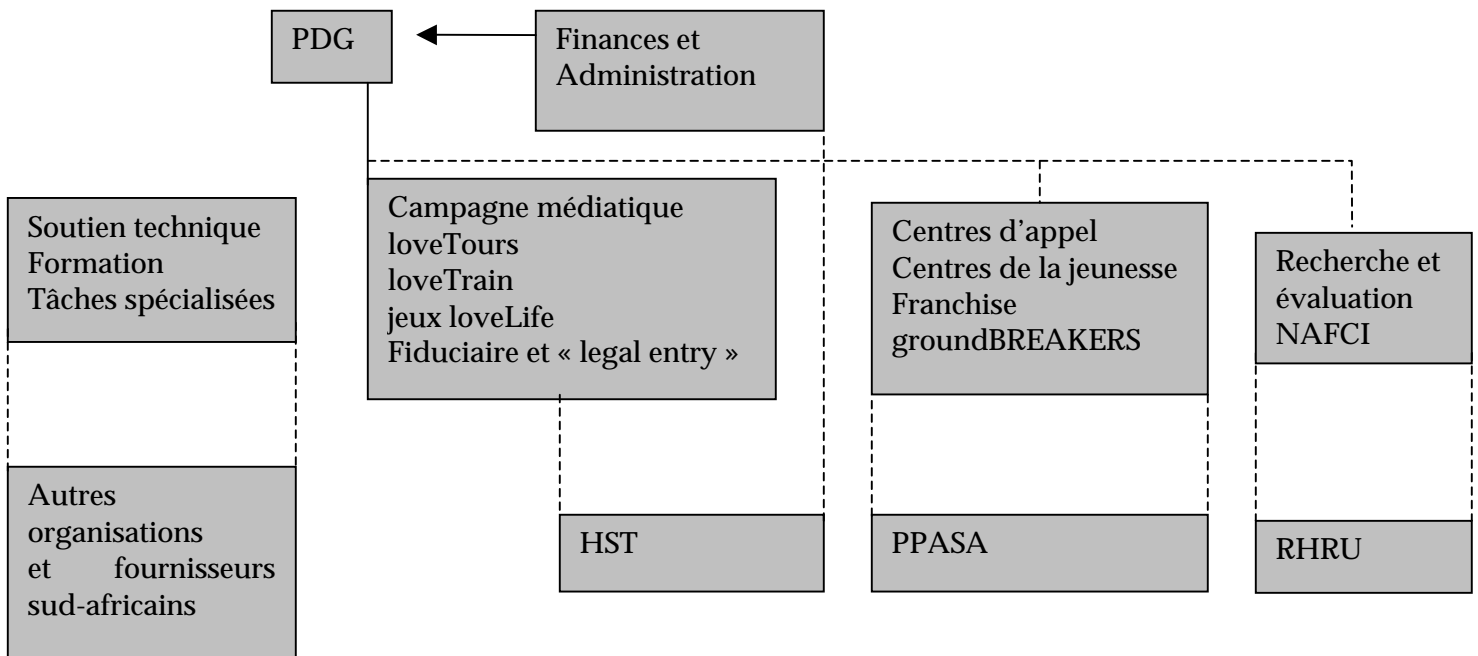 PDG
Finances et
Administration
Soutien technique
Formation
Tâches spécialisées
Campagne médiatique
loveTours
loveTrain
jeux loveLife
Fiduciaire et « legal entry »
Centres d’appel
Centres de la jeunesse
Franchise
groundBREAKERS
Recherche et
évaluation
NAFCI
Autres
organisations
et fournisseurs
sud-africains
HST
PPASA
RHRU